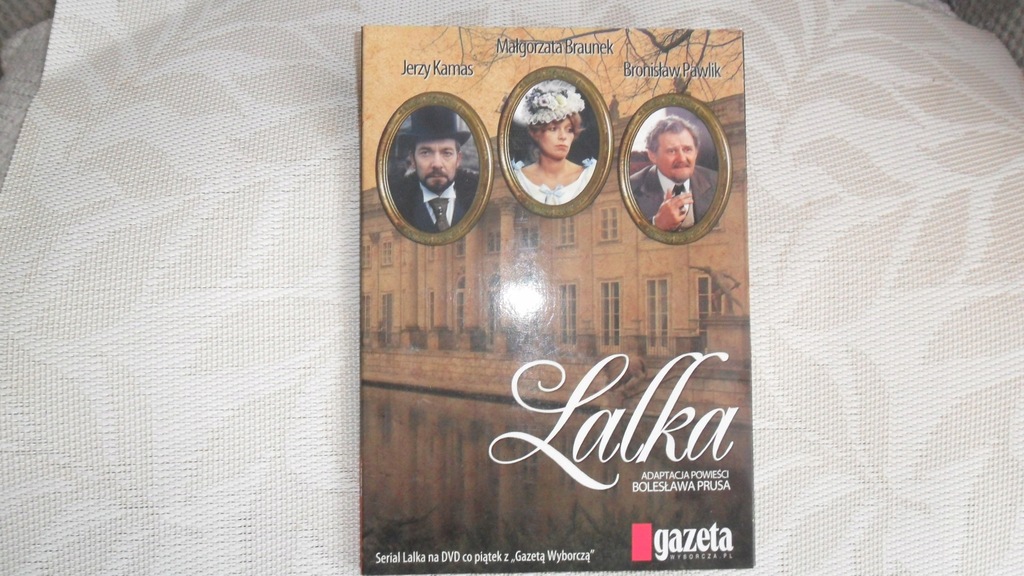 Małgorzata Braunek
Jerzy Kamas
Bronisław Pawlik
Lalka
ADAPTACJA POWIEŚCI
BOLESŁAWA PRUSA
gazeta
WYBORCZA.PL
Serial Lalka na DVD co piątek z „Gazetą Wyborczą”